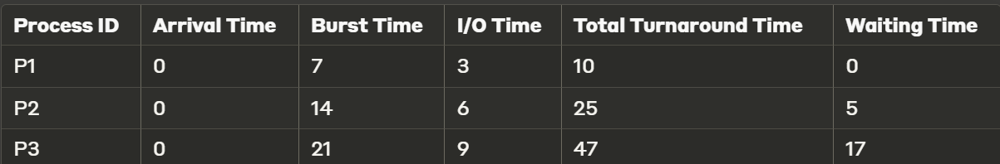 Process ID Arrival Time Burst Time I/O Time Total Turnaround Time Waiting Time
P1 0 7 3 10 0
P2 0 14 6 25 5
P3 0 21 9 47 17